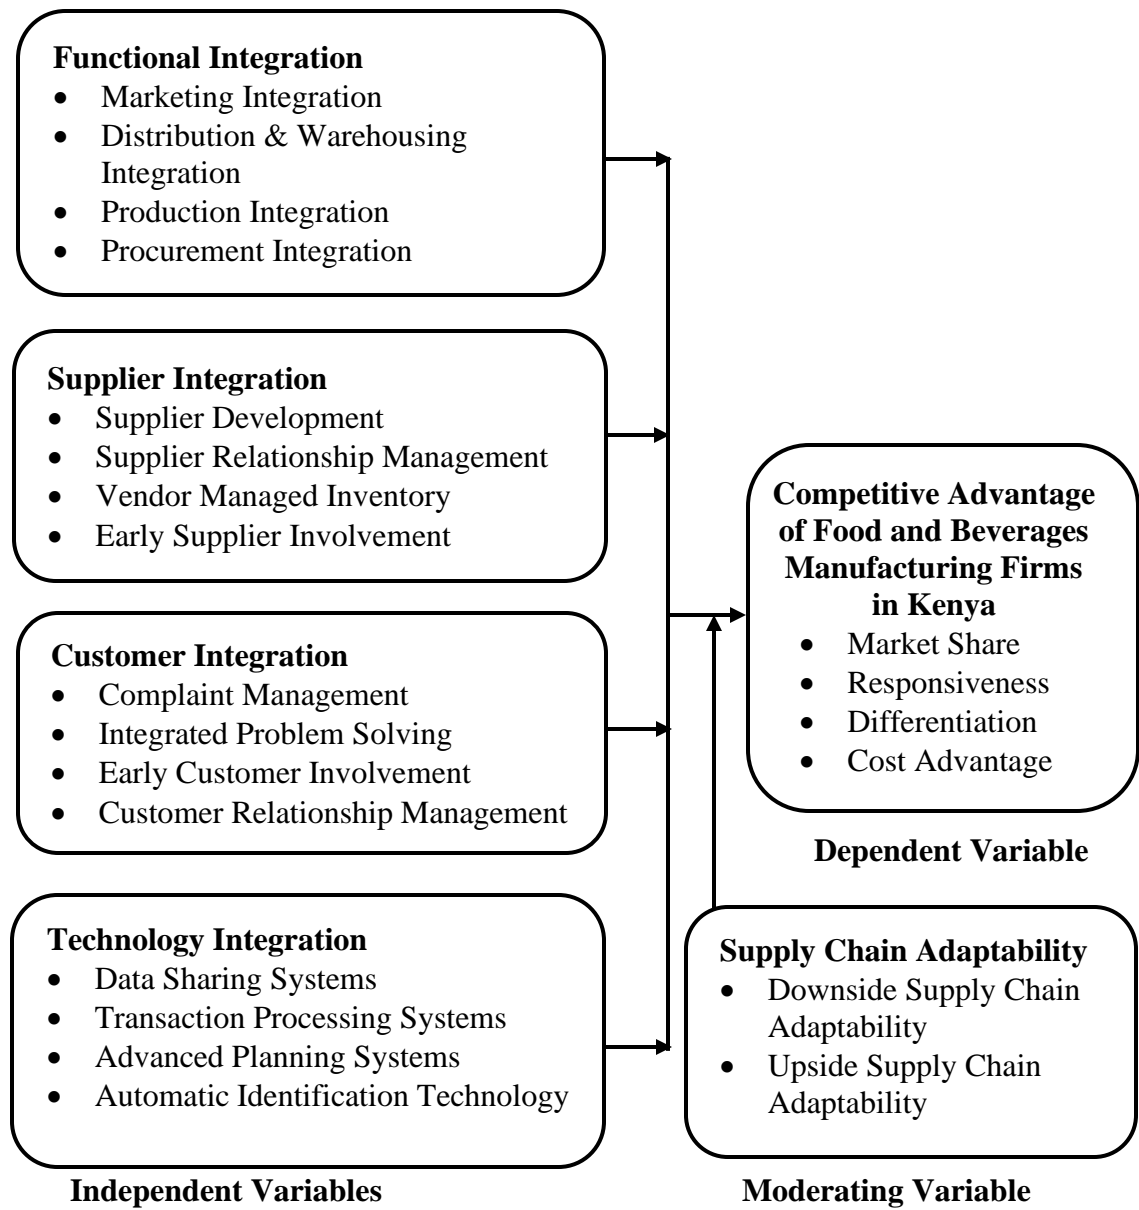 Functional Integration
• Marketing Integration
• Distribution & Warehousing
Integration
• Production Integration
• Procurement Integration
Supplier Integration
• Supplier Development
• Supplier Relationship Management
• Vendor Managed Inventory
• Early Supplier Involvement
Customer Integration
• Complaint Management
• Integrated Problem Solving
• Early Customer Involvement
• Customer Relationship Management
Technology Integration
• Data Sharing Systems
• Transaction Processing Systems
• Advanced Planning Systems
• Automatic Identification Technology
Independent Variables
Competitive Advantage
of Food and Beverages
Manufacturing Firms
in Kenya
• Market Share
• Responsiveness
• Differentiation
• Cost Advantage
Dependent Variable
Supply Chain Adaptability
• Downside Supply Chain
Adaptability
• Upside Supply Chain
Adaptability
Moderating Variable